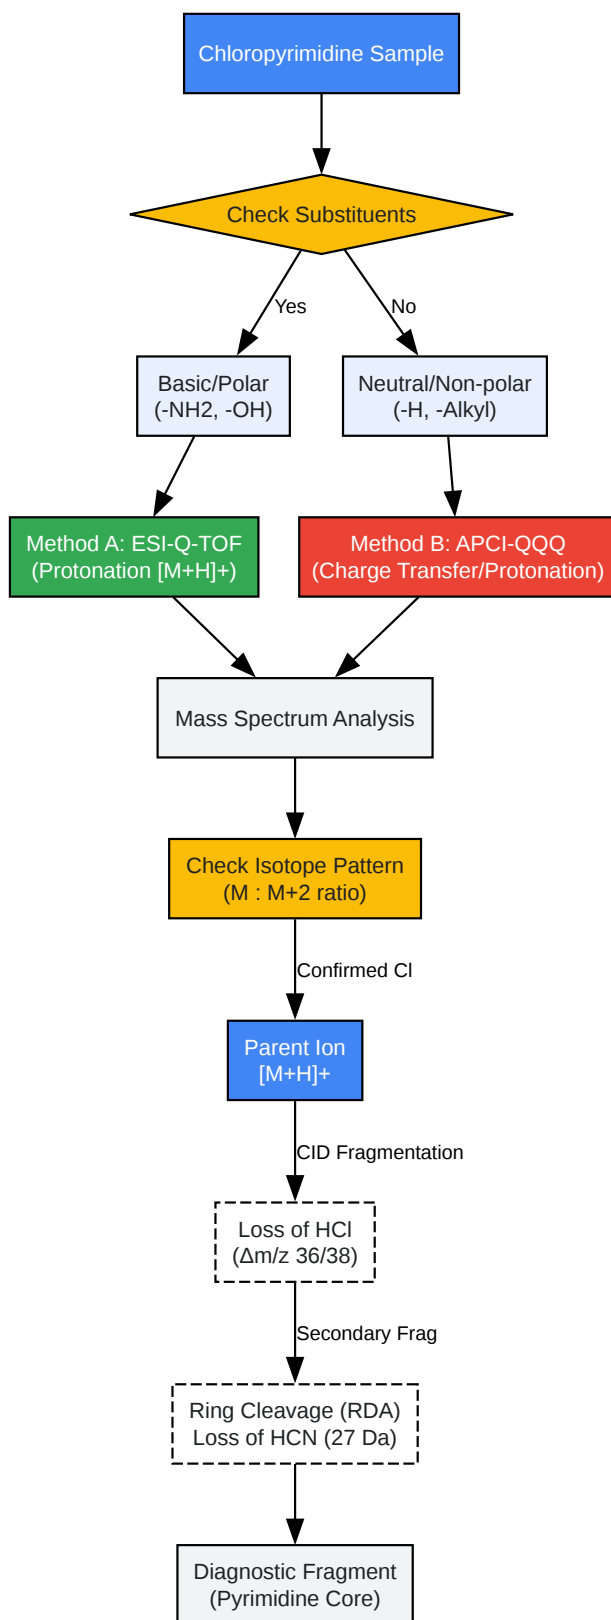 Chloropyrimidine Sample
Check Substituents
Yes
No
Basic/Polar
(-NH2, -OH)
Neutral/Non-polar
(-H, -Alkyl)
Method A: ESI-Q-TOF
(Protonation [M+H]+)
Method B: APCI-QQQ
(Charge Transfer/Protonation)
Mass Spectrum Analysis
Check Isotope Pattern
(M : M+2 ratio)
Confirmed Cl
Parent Ion
[M+H]+
CID Fragmentation
Loss of HCl
(Δm/z 36/38)
Secondary Frag
Ring Cleavage (RDA)
Loss of HCN (27 Da)
Diagnostic Fragment
(Pyrimidine Core)